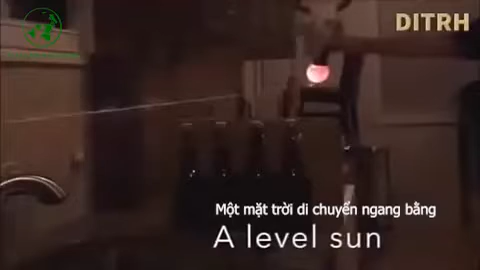 DITRH
Một mặt trời di chuyển ngang bằng
A level sun